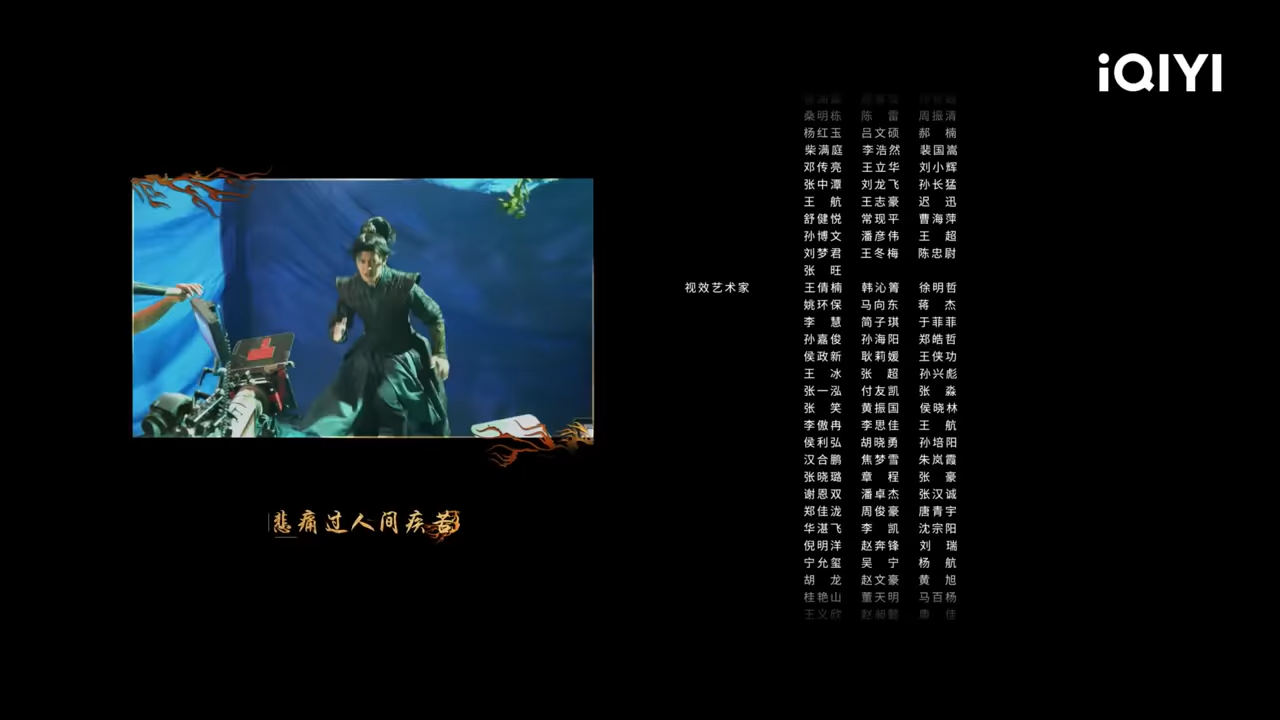 iQIYI
桑明栋 陈 雷 周振清
杨红玉 吕文硕 郝 楠
柴满庭 李浩然 裴国嵩
邓传亮 王立华 刘小辉
张中潭 刘龙飞 孙长猛
王 航 王志豪 迟 迅
舒健悦 常现平 曹海萍
孙博文 潘彦伟 王 超
刘梦君 王冬梅 陈忠尉
张 旺
视效艺术家 王倩楠 韩沁箐 徐明哲
姚环保 马向东 蒋 杰
李 慧 简子琪 于菲菲
孙嘉俊 孙海阳 郑皓哲
侯政新 耿莉媛 王侠功
王 冰 张 超 孙兴彪
张一泓 付友凯 张 淼
张 笑 黄振国 侯晓林
李傲冉 李思佳 王 航
侯利弘 胡晓勇 孙培阳
汉合鹏 焦梦雪 朱岚霞
张晓璐 章 程 张 豪
谢恩双 潘卓杰 张汉诚
郑佳泷 周俊豪 唐青宇
华湛飞 李 凯 沈宗阳
倪明洋 赵奔锋 刘 瑞
宁允玺 吴 宁 杨 航
胡 龙 赵文豪 黄 旭
桂艳山 董天明 马百杨
王义欣 康 佳
悲痛过人间疾苦